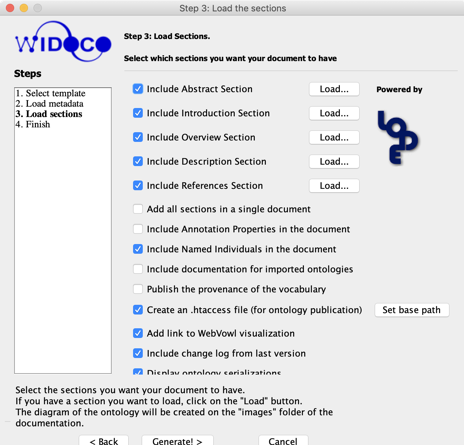 Step 3: Load the sections
WIDOCO
Step 3: Load Sections.
Select which sections you want your document to have
Steps
1. Select template
2. Load metadata
3. Load sections
4. Finish
Include Abstract Section Load...
Powered by
LODE
Include Introduction Section Load...
Include Overview Section Load...
Include Description Section Load...
Include References Section Load...
Add all sections in a single document
Include Annotation Properties in the document
Include Named Individuals in the document
Include documentation for imported ontologies
Publish the provenance of the vocabulary
Create an .htaccess file (for ontology publication) Set base path
Add link to WebVowl visualization
Include change log from last version
Display ontology serializations
Select the sections you want your document to have.
If you have a section you want to load, click on the "Load" button.
The diagram of the ontology will be created on the "images" folder of the
documentation.
< Back Generate! > Cancel